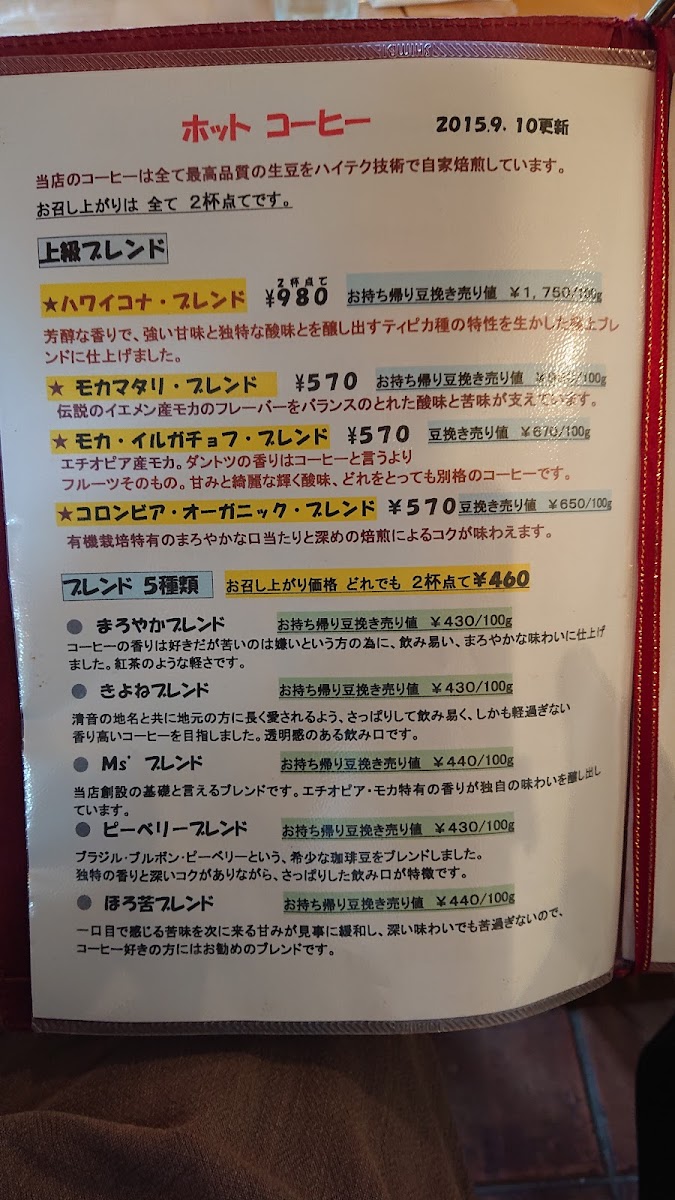 ホット コーヒー 2015.9.10更新
当店のコーヒーは全て最高品質の生豆をハイテク技術で自家焙煎しています。
お召し上がりは 全て 2杯点てです。
上級ブレンド
2杯点て
★ハワイコナ・ブレンド ¥980 お持ち帰り豆挽き売り値 ¥1,750/100g
芳醇な香りで、強い甘味と独特な酸味とを醸し出すティピカ種の特性を生かした ブレ
ンドに仕上げました。
★ モカマタリ・ブレンド ¥570 お持ち帰り豆挽き売り値 /100g
伝説のイエメン産モカのフレーバーをバランスのとれた酸味と苦味が支えています。
★ モカ・イルガチョフ・ブレンド ¥570 豆挽き売り値 ¥670/100g
エチオピア産モカ。ダントツの香りはコーヒーと言うより
フルーツそのもの。甘みと綺麗な輝く酸味、どれをとっても別格のコーヒーです。
★コロンビア・オーガニック・ブレンド ¥570 豆挽き売り値 ¥650/100g
有機栽培特有のまろやかな口当たりと深めの焙煎によるコクが味わえます。
ブレンド 5種類 お召し上がり価格 どれでも 2杯点て¥460
● まろやかブレンド お持ち帰り豆挽き売り値 ¥430/100g
コーヒーの香りは好きだが苦いのは嫌いという方の為に、飲み易い、まろやかな味わいに仕上げ
ました。紅茶のような軽さです。
● きよねブレンド お持ち帰り豆挽き売り値 ¥430/100g
清音の地名と共に地元の方に長く愛されるよう、さっぱりして飲み易く、しかも軽過ぎない
香り高いコーヒーを目指しました。透明感のある飲み口です。
● Ms' ブレンド お持ち帰り豆挽き売り値 ¥440/100g
当店創設の基礎と言えるブレンドです。エチオピア・モカ特有の香りが独自の味わいを醸し出し
ています。
● ピーベリーブレンド お持ち帰り豆挽き売り値 ¥430/100g
ブラジル・ブルボン・ピーベリーという、希少な珈琲豆をブレンドしました。
独特の香りと深いコクがありながら、さっぱりした飲み口が特徴です。
● ほろ苦ブレンド お持ち帰り豆挽き売り値 ¥440/100g
一口目で感じる苦味を次に来る甘みが見事に緩和し、深い味わいでも苦過ぎないので、
コーヒー好きの方にはお勧めのブレンドです。